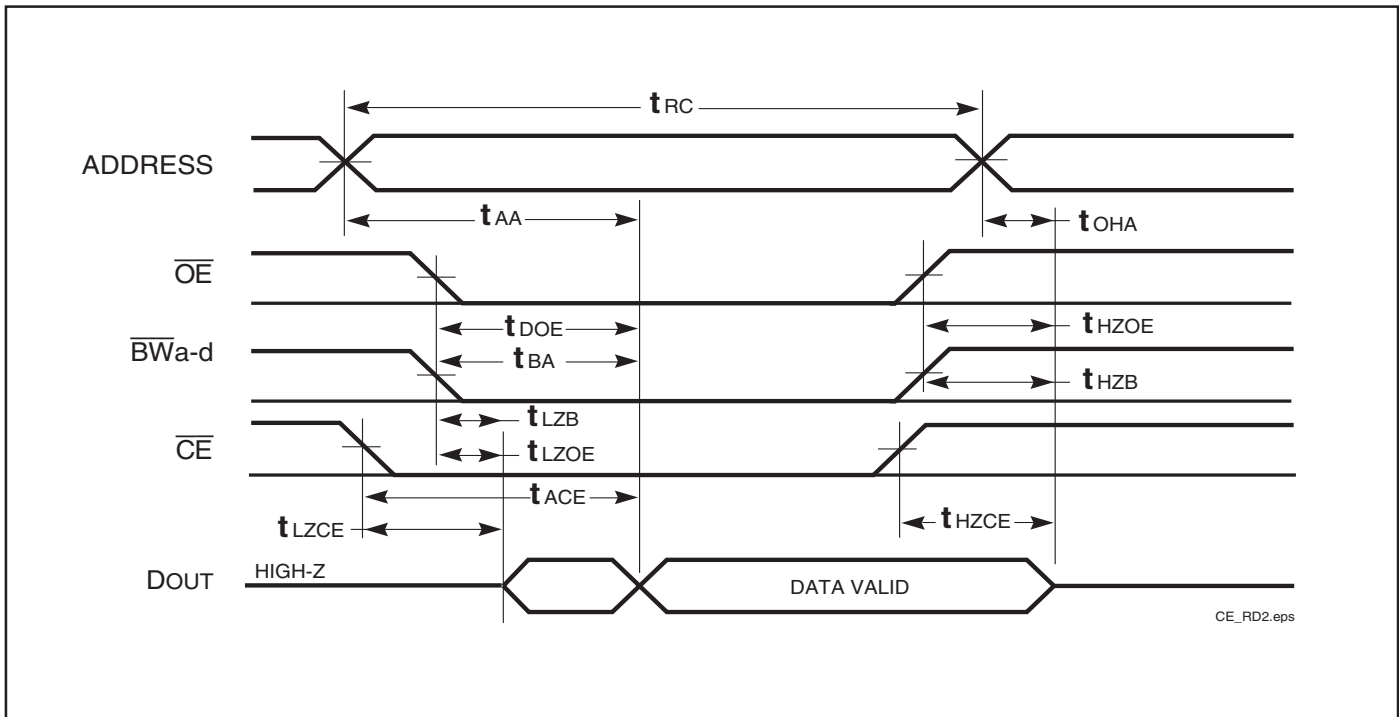 tRC
ADDRESS
tAA
tOHA
OE
tDOE
tHZOE
BWa-d
tBA
tHZB
tLZB
CE
tLZOE
tACE
tLZCE
tHZCE
DOUT
HIGH-Z
DATA VALID
CE_RD2.eps